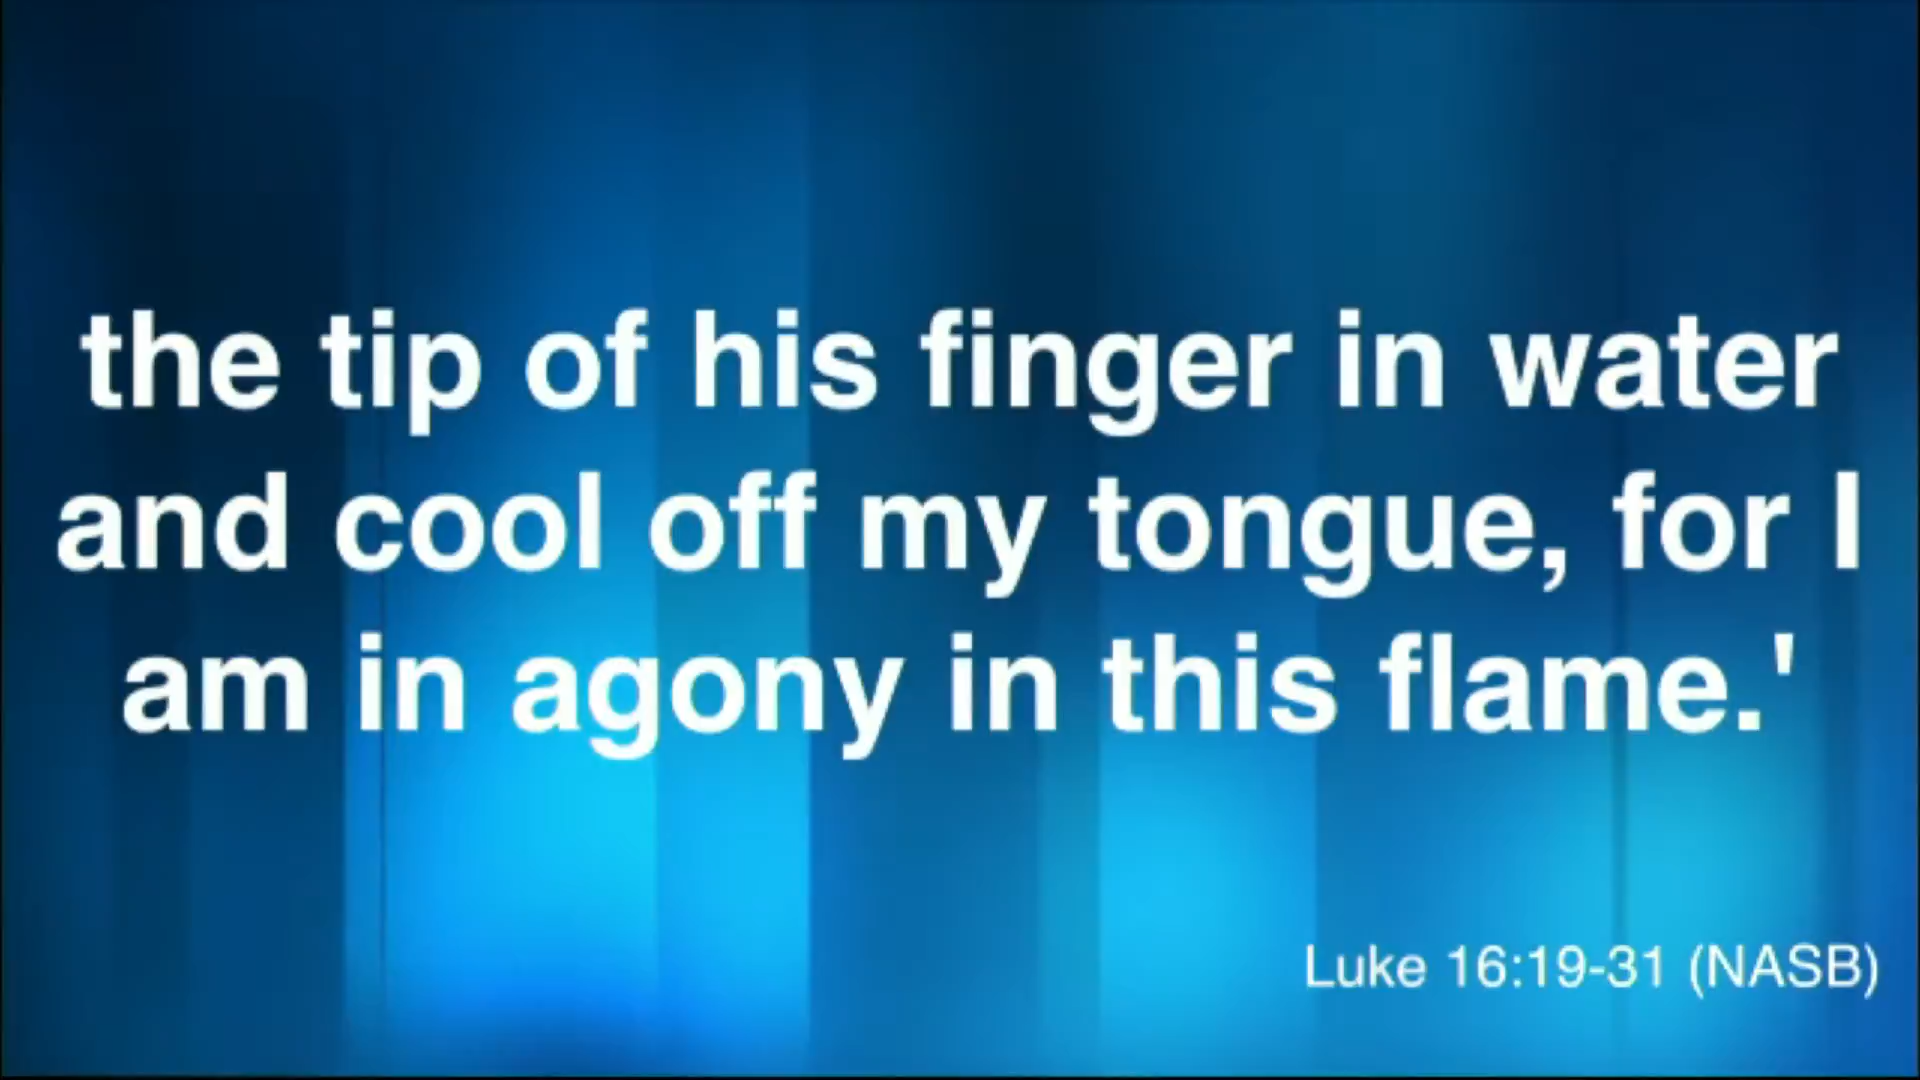 the tip of his finger in water
and cool off my tongue, for I
am in agony in this flame.'
Luke 16:19-31 (NASB)